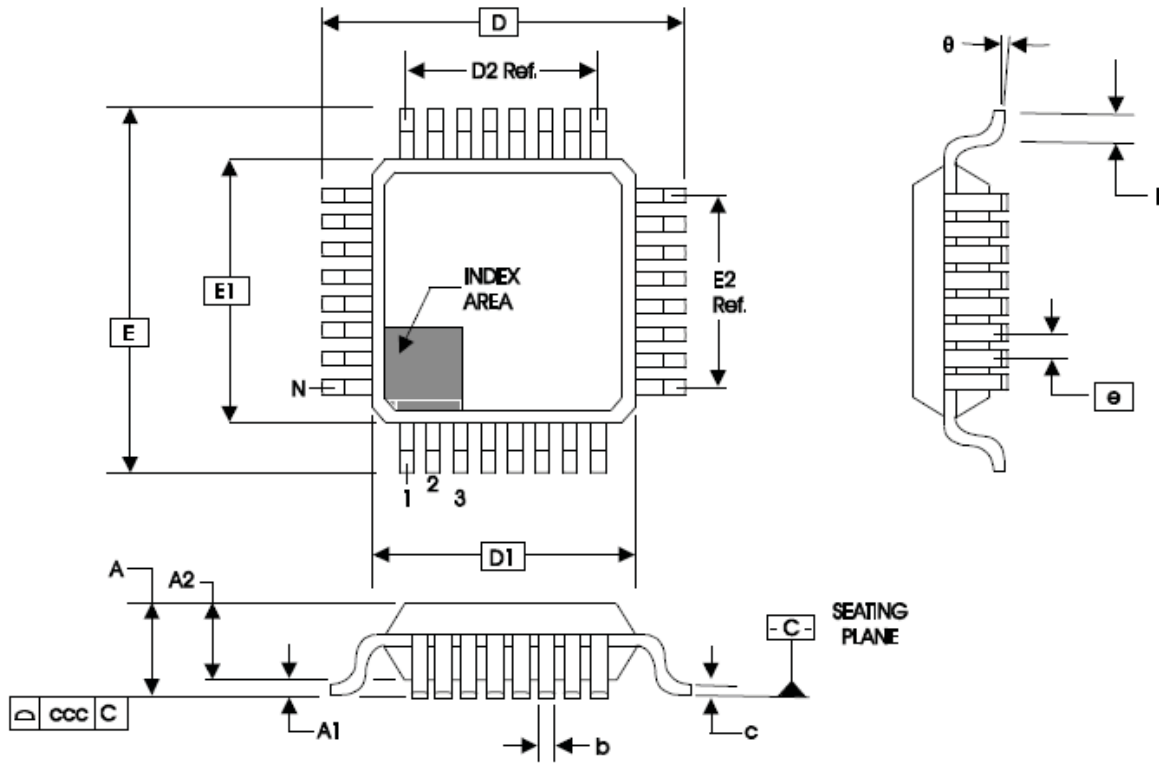 D
θ
D2 Ref.
E1
E
INDEX
AREA
E2
Ref.
N
e
1
2
3
D1
A
A2
SEATING
PLANE
- C -
ccc C
A1
b
c